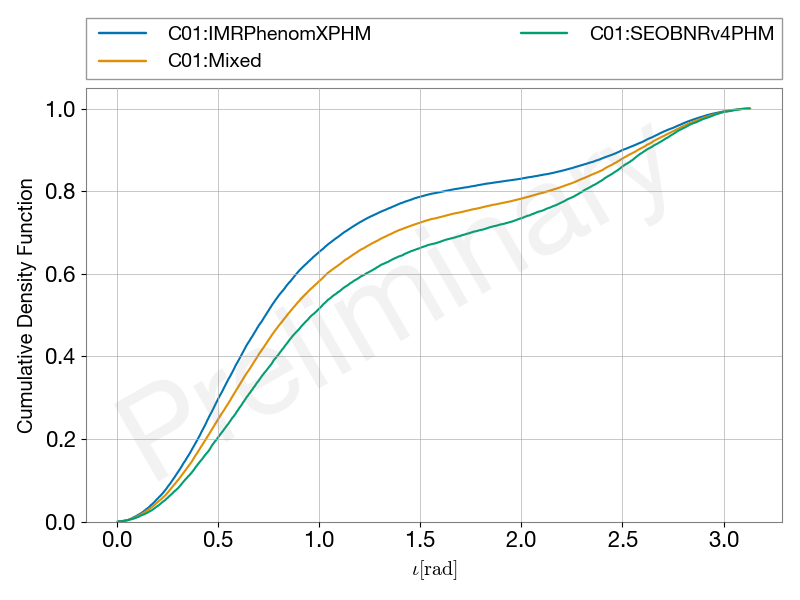 C01:IMRPhenomXPHM
C01:Mixed
C01:SEOBNRv4PHM
Cumulative Density Function
1.0
0.8
0.6
0.4
0.2
0.0
Preliminary
0.0 0.5 1.0 1.5 2.0 2.5 3.0
ι[rad]